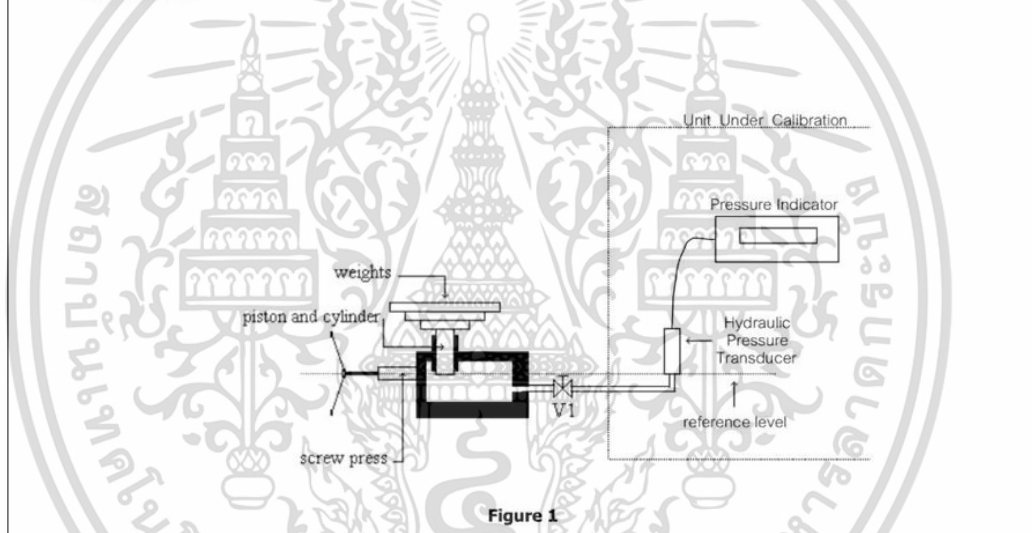 Unit Under Calibration
Pressure Indicator
weights
piston and cylinder
Hydraulic
Pressure
Transducer
V1
reference level
screw press
Figure 1